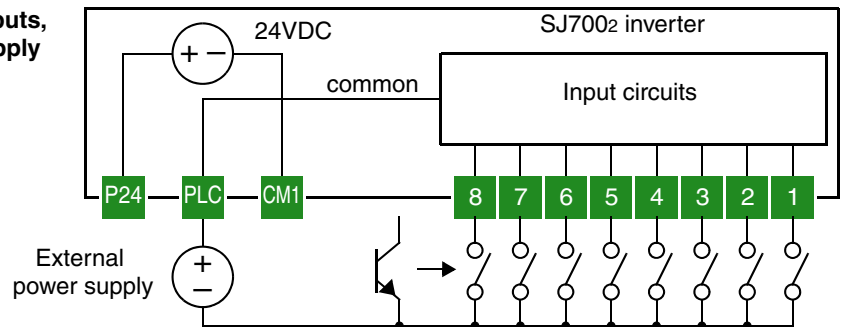 puts,
pply
24VDC
SJ7002 inverter
+ −
common
Input circuits
P24 PLC CM1 8 7 6 5 4 3 2 1
External
power supply
+
−